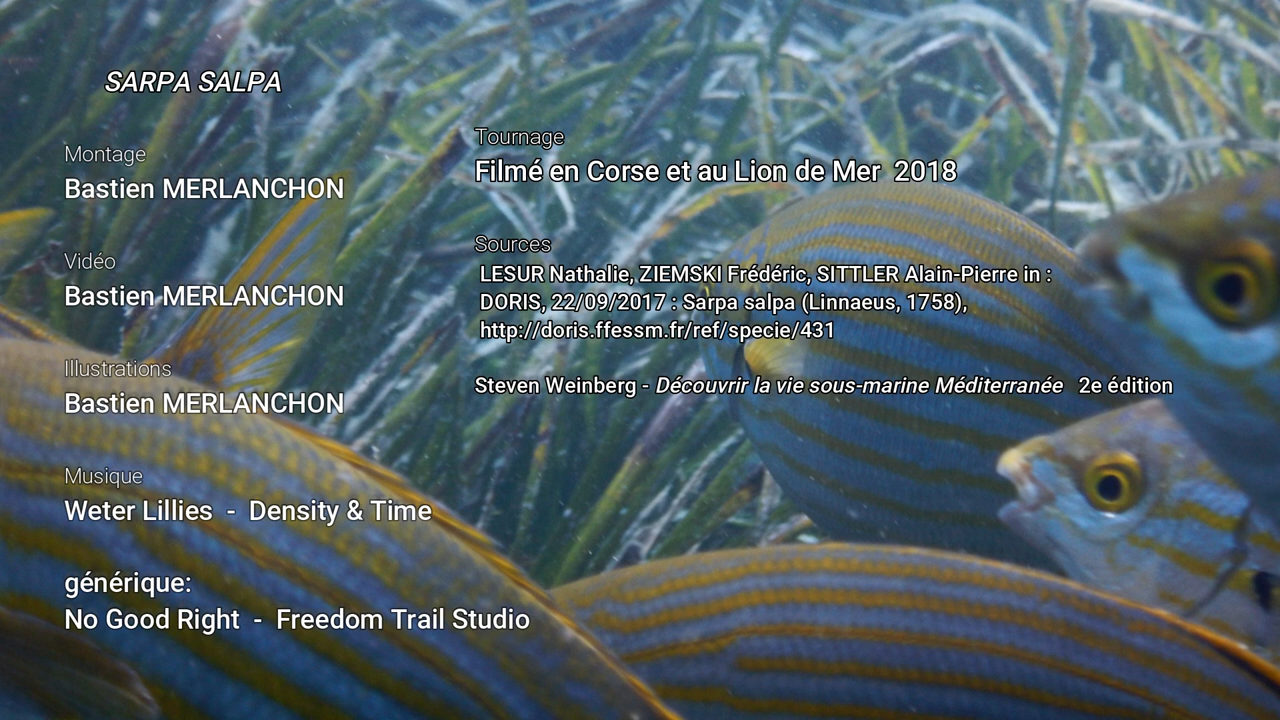 SARPA SALPA
Montage
Bastien MERLANCHON
Vidéo
Bastien MERLANCHON
Illustrations
Bastien MERLANCHON
Musique
Weter Lillies - Density & Time
générique:
No Good Right - Freedom Trail Studio
Tournage
Filmé en Corse et au Lion de Mer 2018
Sources
LESUR Nathalie, ZIEMSKI Frédéric, SITTLER Alain-Pierre in :
DORIS, 22/09/2017 : Sarpa salpa (Linnaeus, 1758),
http://doris.ffessm.fr/ref/specie/431
Steven Weinberg - Découvrir la vie sous-marine Méditerranée 2e édition